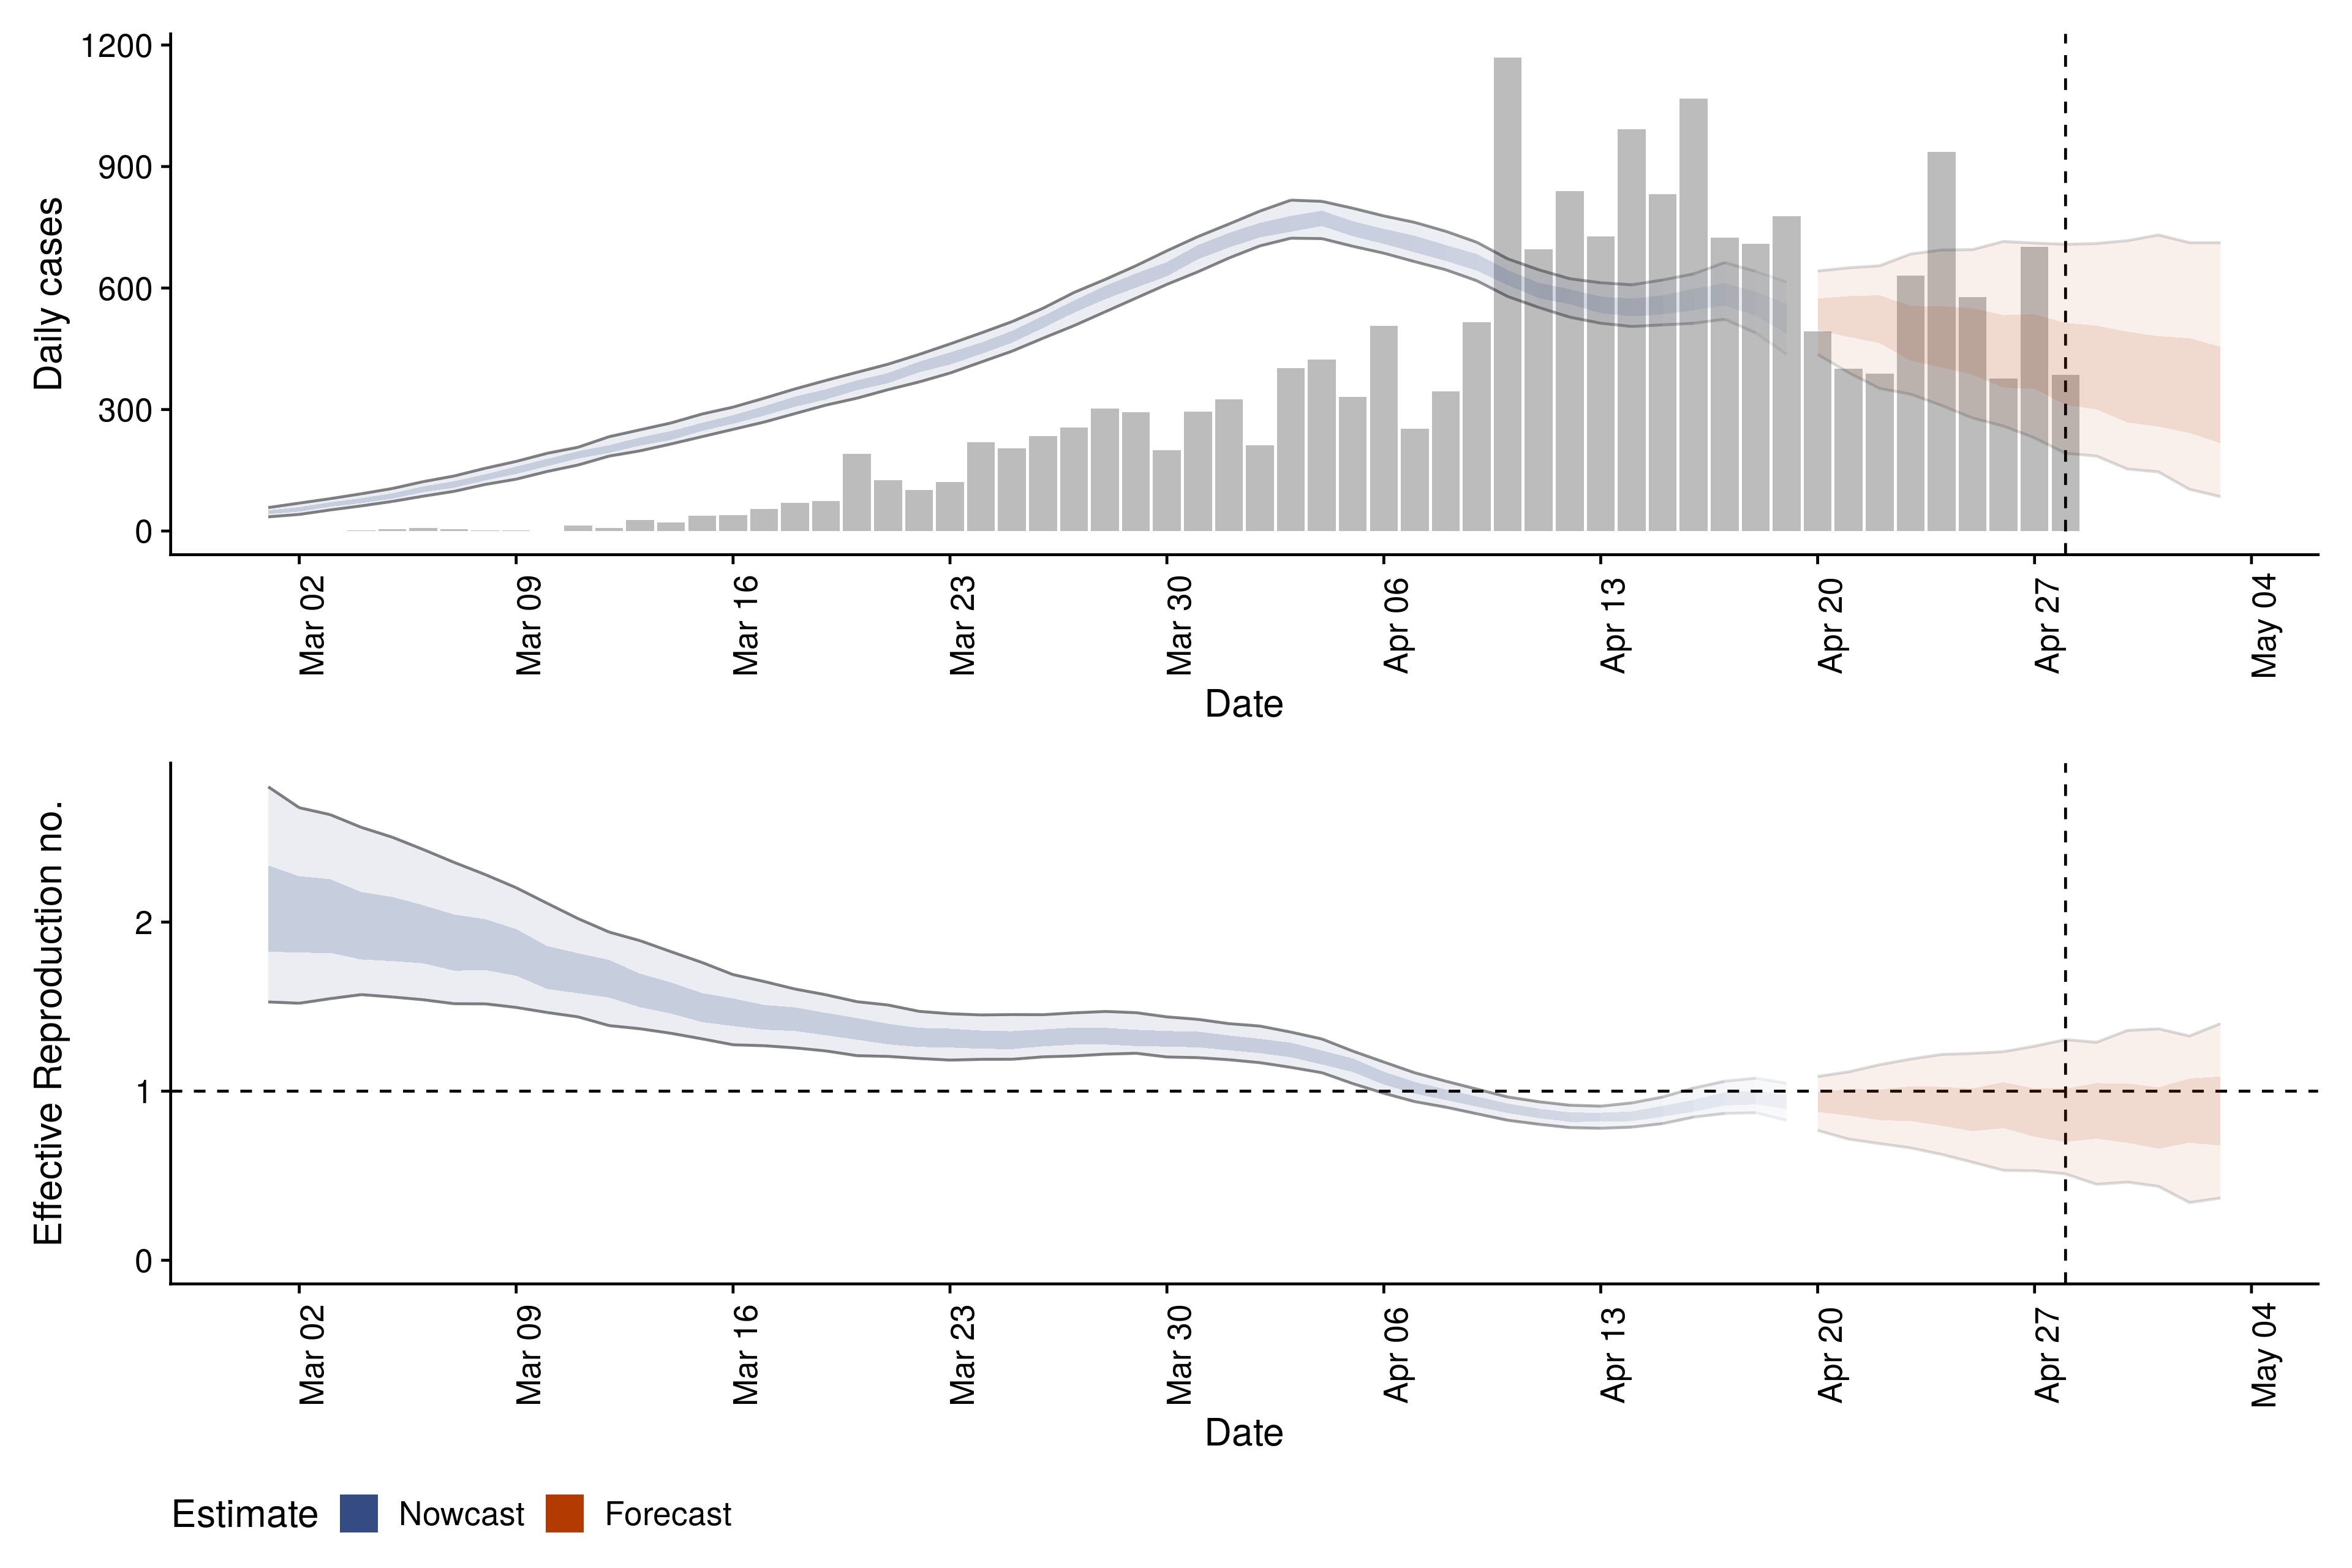 1200
900
600
300
0
Daily cases
Mar 02
Mar 09
Mar 16
Mar 23
Mar 30
Apr 06
Apr 13
Apr 20
Apr 27
May 04
Date
2
1
0
Effective Reproduction no.
Mar 02
Mar 09
Mar 16
Mar 23
Mar 30
Apr 06
Apr 13
Apr 20
Apr 27
May 04
Date
Estimate Nowcast Forecast